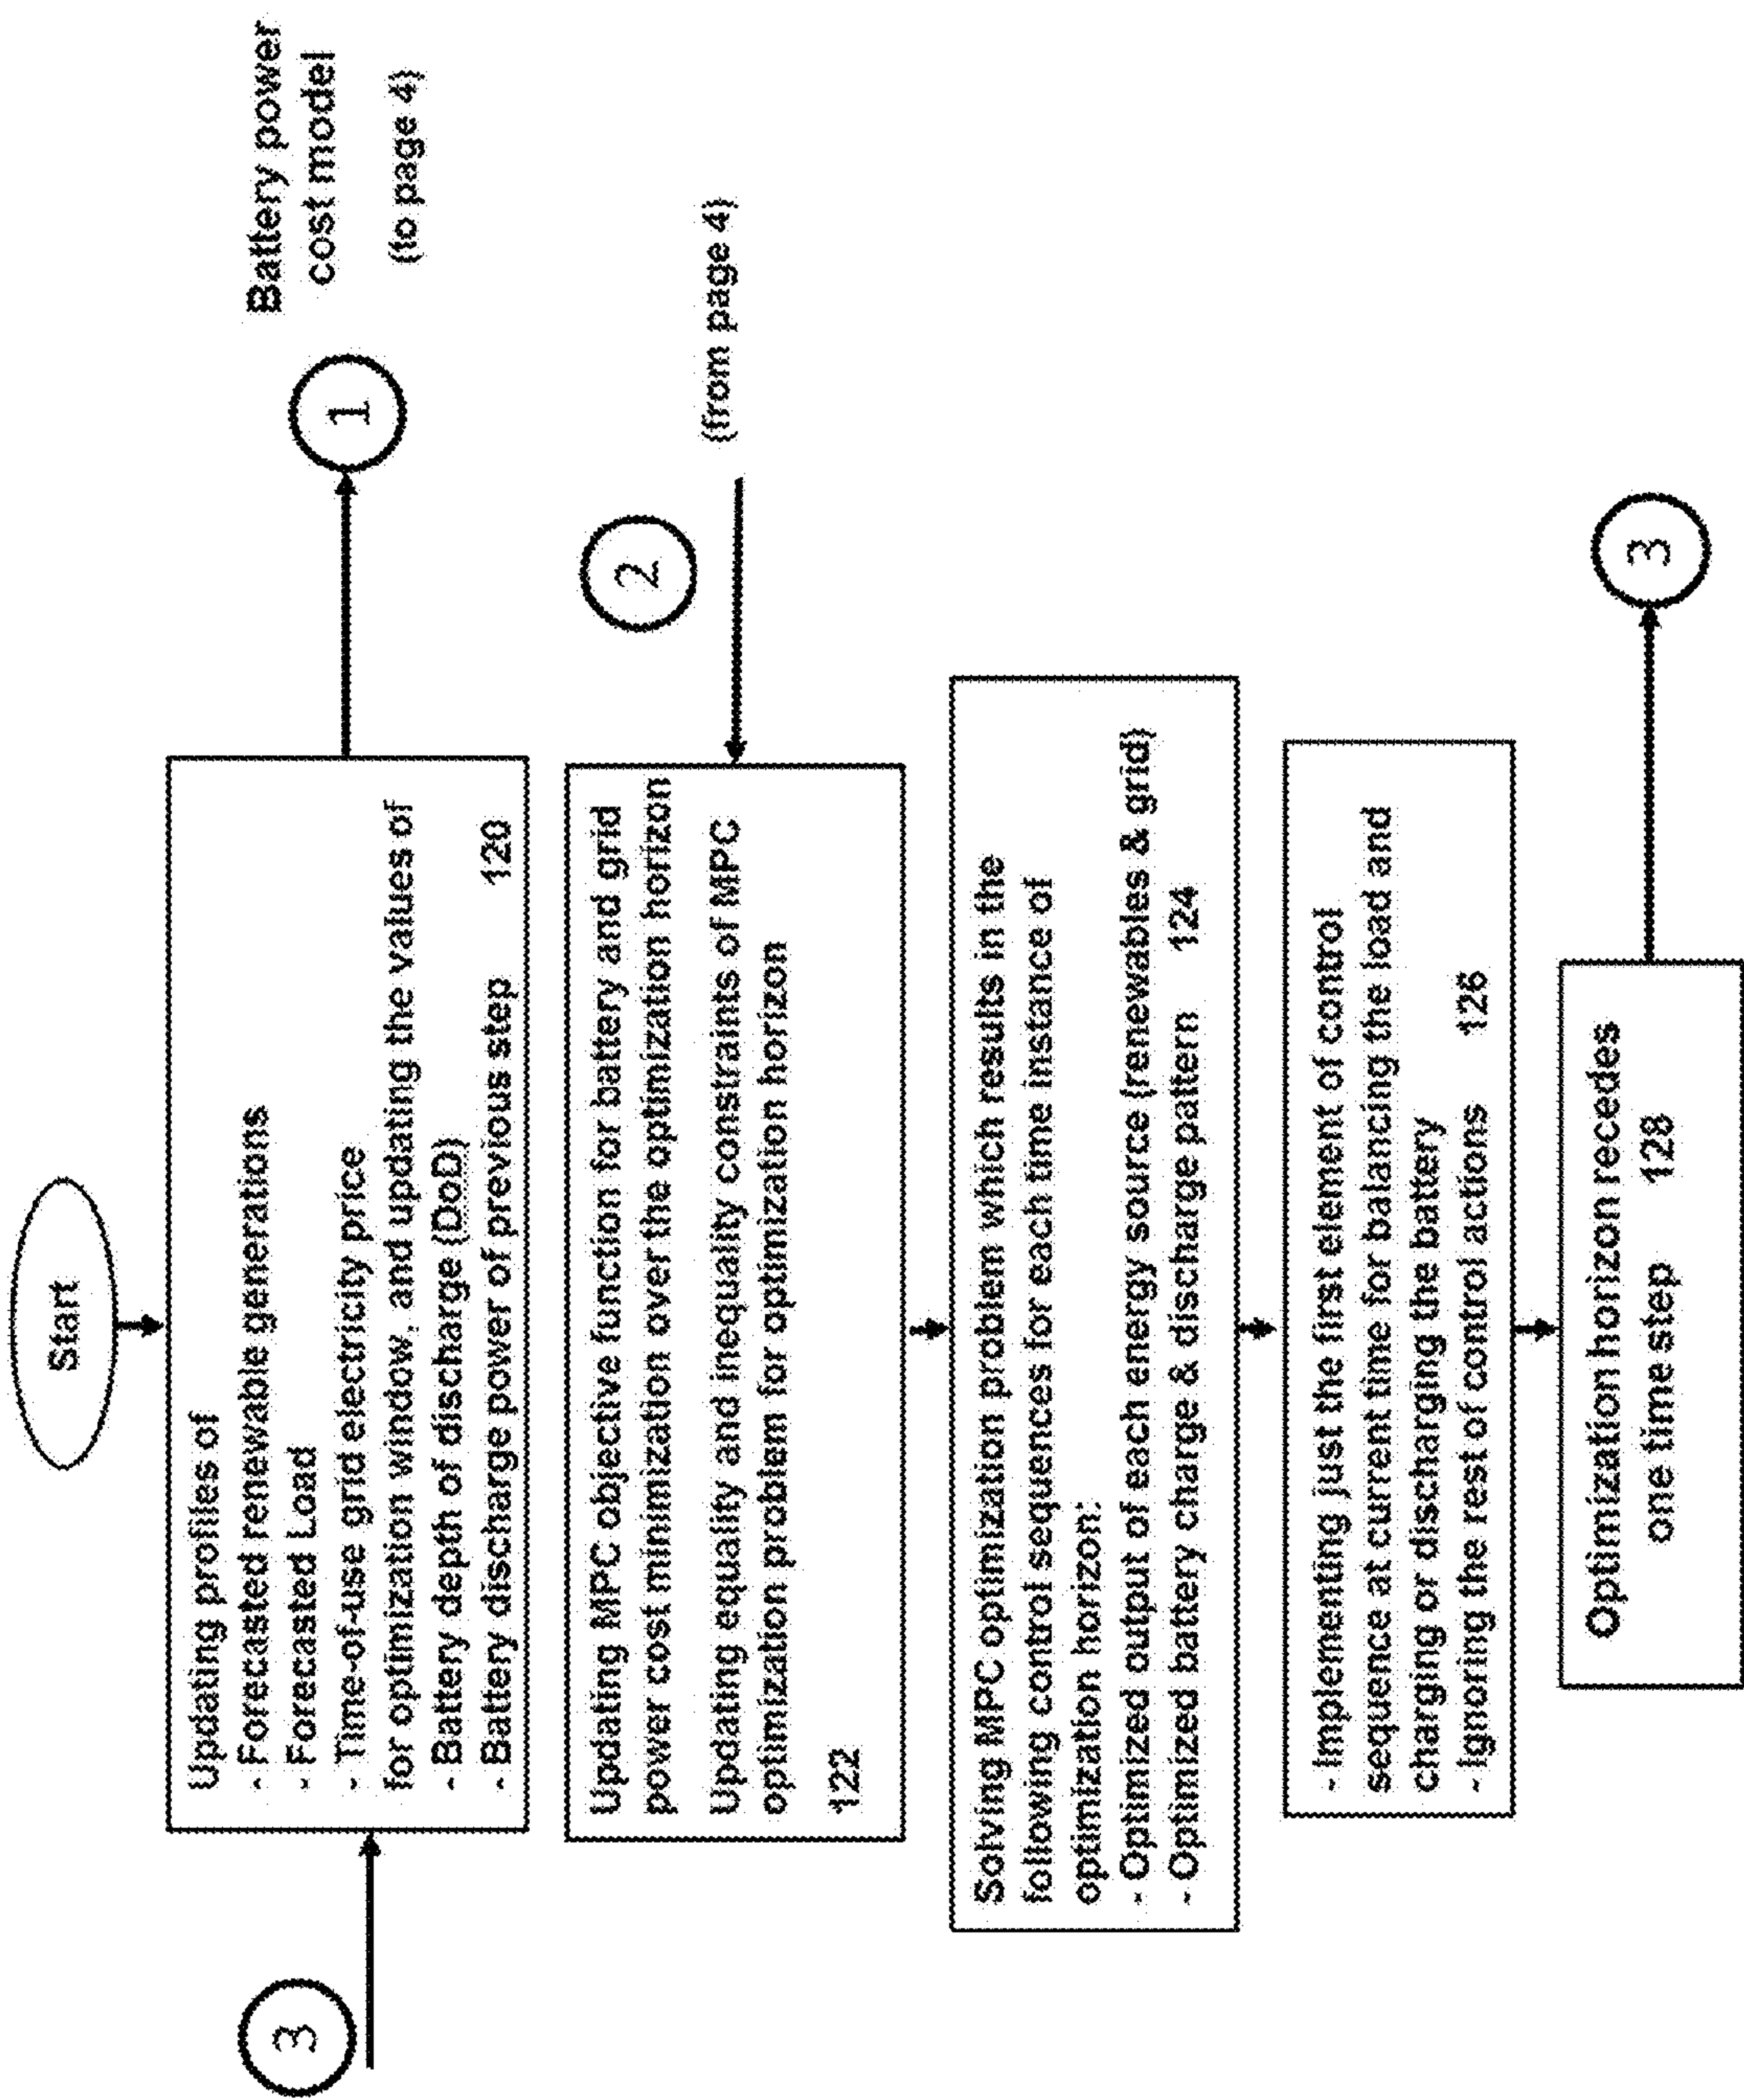 Start
3
Updating profiles of
- Forecasted renewable generations
- Forecasted Load
- Time-of-use grid electricity price
for optimization window, and updating the values of
- Battery depth of discharge (DoD)
- Battery discharge power of previous step 120
1
Battery power
cost model
(to page 4)
2
(from page 4)
Updating MPC objective function for battery and grid
power cost minimization over the optimization horizon
Updating equality and inequality constraints of MPC
optimization problem for optimization horizon
122
Solving MPC optimization problem which results in the
following control sequences for each time instance of
optimization horizon:
- Optimized output of each energy source (renewables & grid)
- Optimized battery charge & discharge pattern 124
- Implementing just the first element of control
sequence at current time for balancing the load and
charging or discharging the battery
- Ignoring the rest of control actions 126
Optimization horizon recedes
one time step 128
3